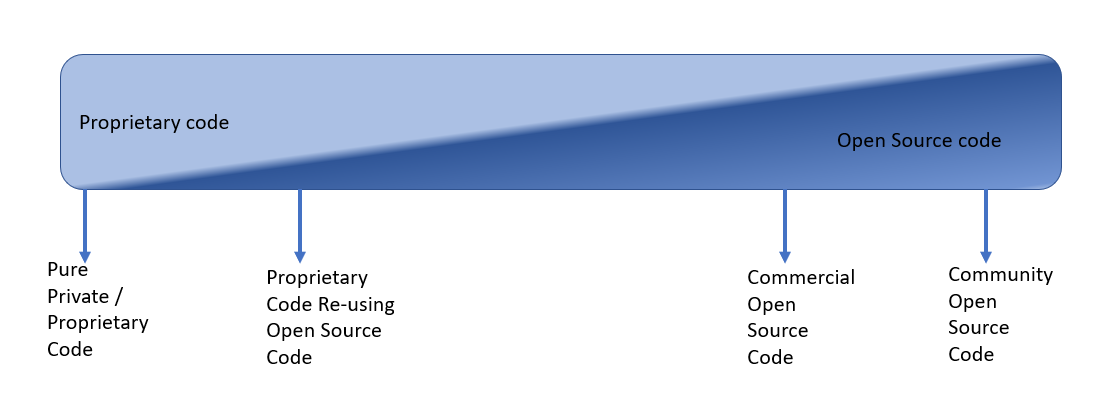 Proprietary code
Open Source code
Pure
Private /
Proprietary
Code
Proprietary
Code Re-using
Open Source
Code
Commercial
Open
Source
Code
Community
Open
Source
Code